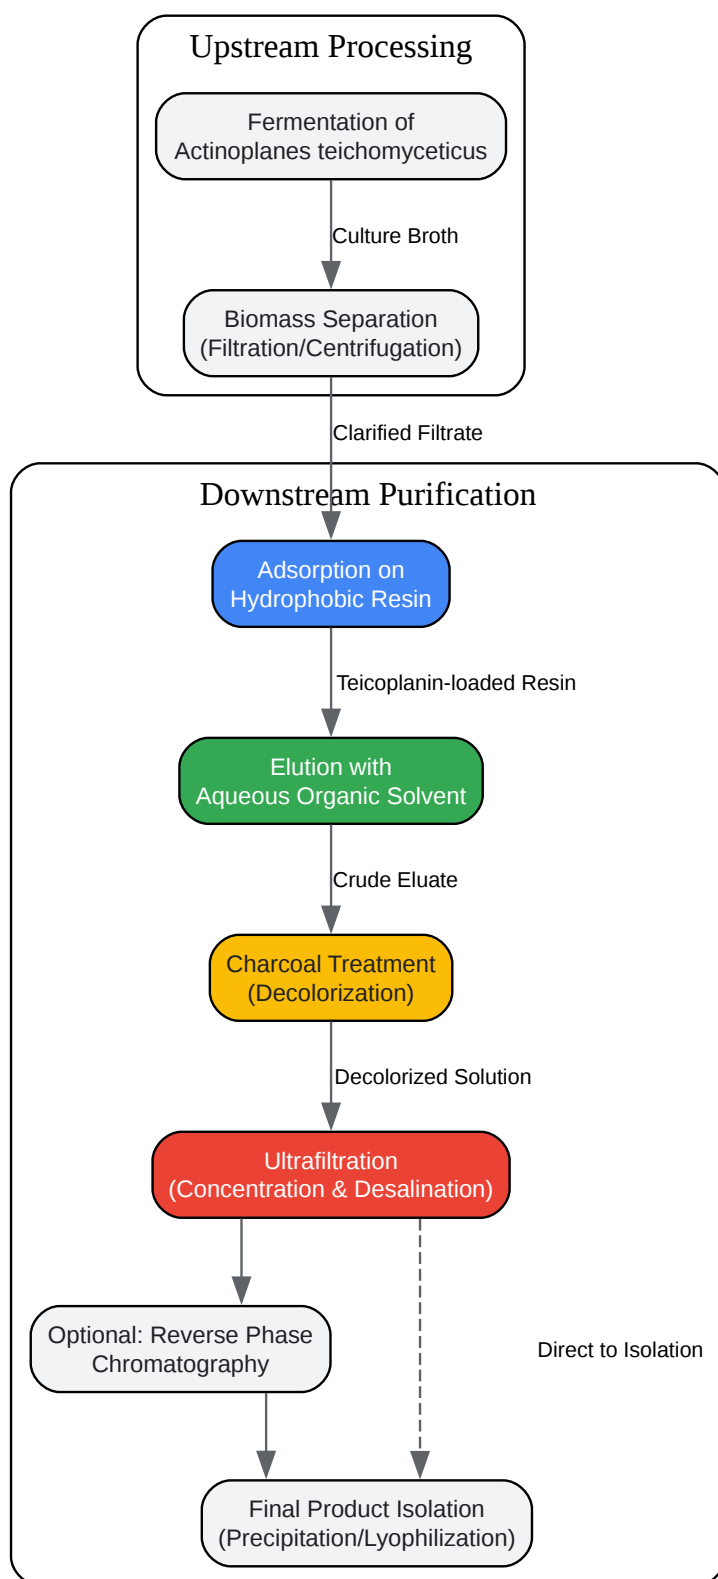 Upstream Processing
Fermentation of
Actinoplanes teichomyceticus
Culture Broth
Biomass Separation
(Filtration/Centrifugation)
Clarified Filtrate
Downstream Purification
Adsorption on
Hydrophobic Resin
Teicoplanin-loaded Resin
Elution with
Aqueous Organic Solvent
Crude Eluate
Charcoal Treatment
(Decolorization)
Decolorized Solution
Ultrafiltration
(Concentration & Desalination)
Optional: Reverse Phase
Chromatography
Direct to Isolation
Final Product Isolation
(Precipitation/Lyophilization)